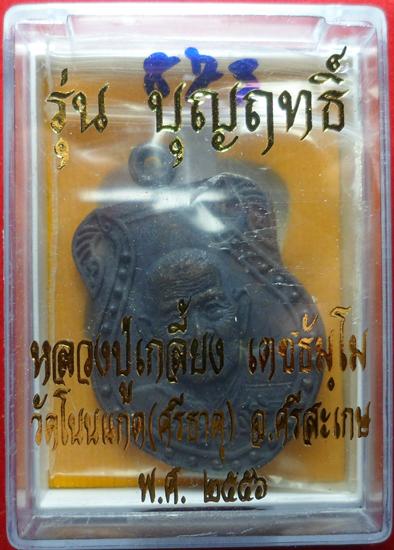 รุ่น บุญฤทธิ์
หลวงปู่เกลี้ยง เตชธัมฺโม
วัดโนนแกด(ศรีธาตุ) จ.ศรีสะเกษ
พ.ศ. ๒๕๕๖